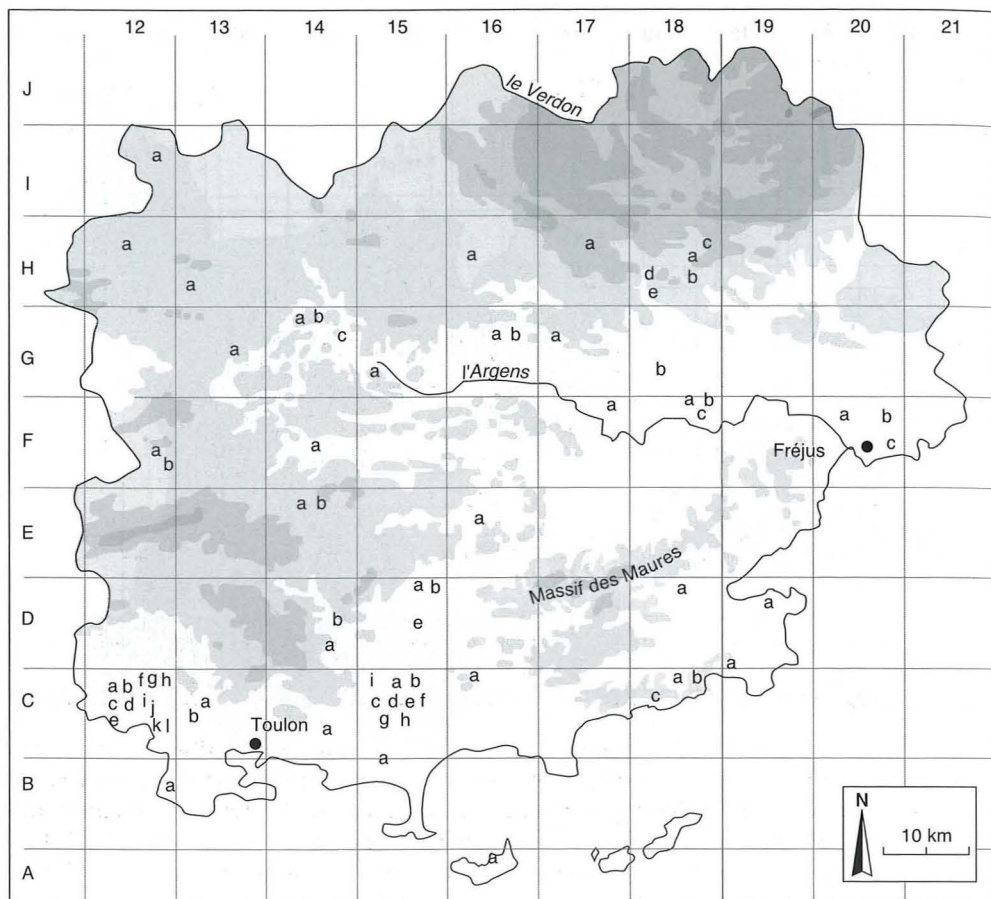 12 13 14 15 16 17 18 19 20 21
J
le Verdon
I
a
H
a a a a c
a
d b
e
G
a b a b a
c
a
a
l'Argens
b
F
a a b a b
c
a
a
b
Fréjus c
E
a b
a
Massif des Maures
D
a b
a
a
b e
a
a
C
f g h i a b a a b
a b
c d i a c d e f c
j
e b g h
k l Toulon a
B
a
a
N
10 km
A
a